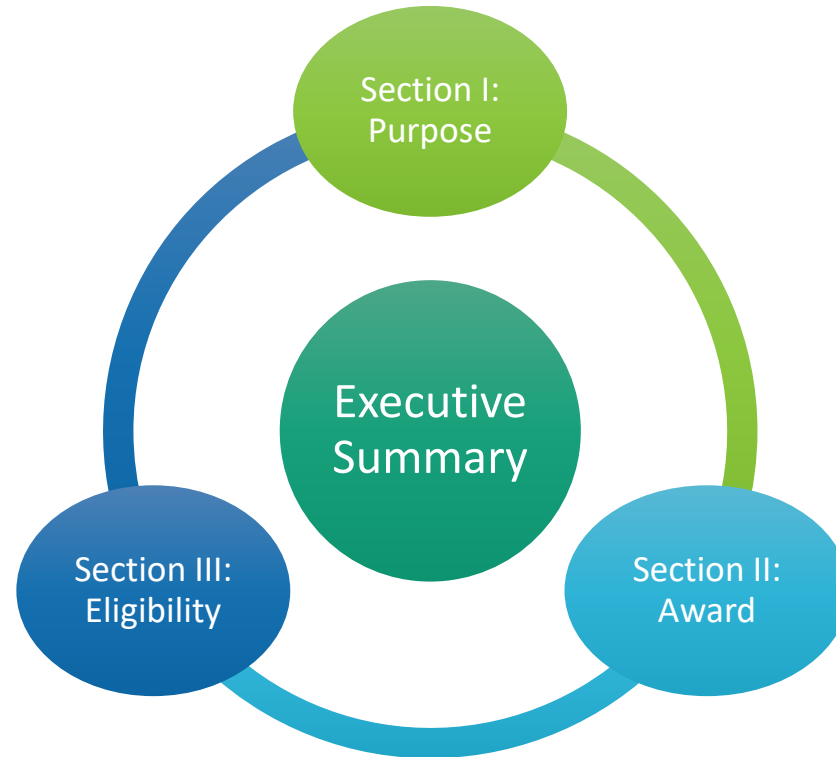 Section I:
Purpose
Executive
Summary
Section III:
Eligibility
Section II:
Award